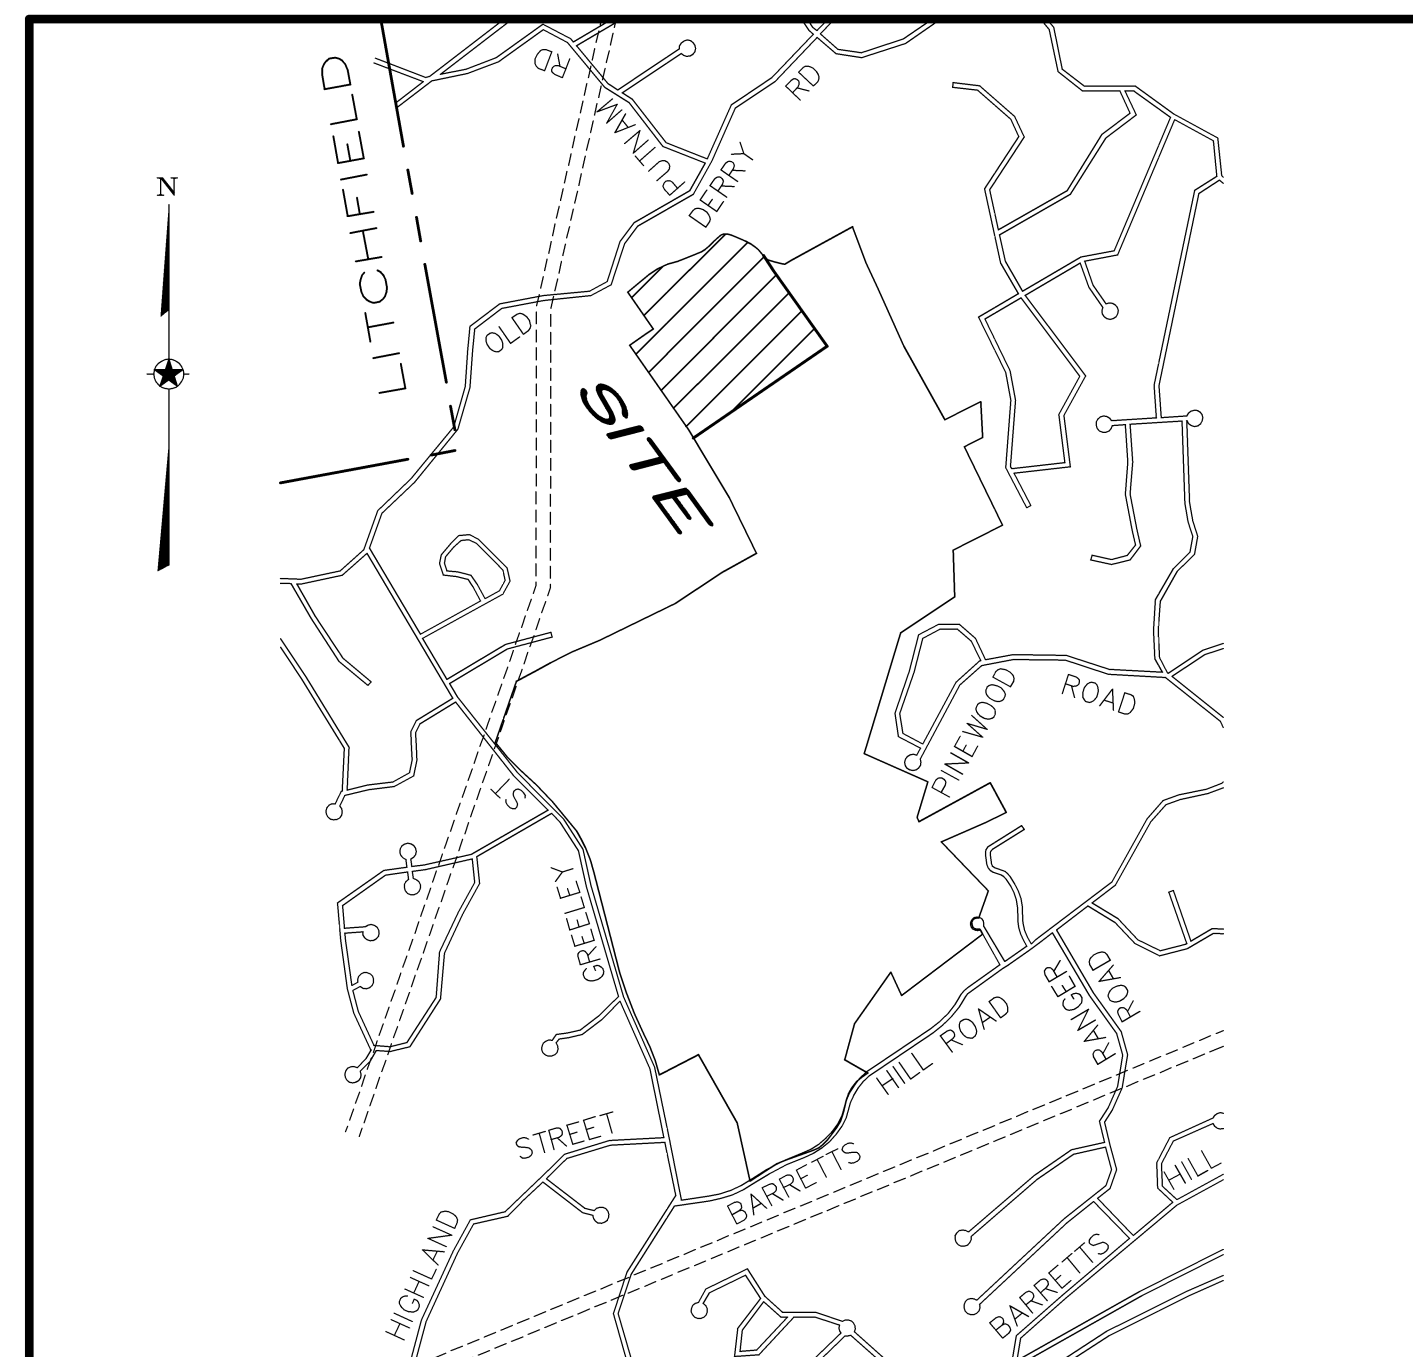 LITCHFIELD
RD
PUTNAM
RD
DERRY
N
OLD
SITE
ROAD
PINEWOOD
ST
GREELEY
ROAD
RANGER
HILL ROAD
STREET
BARRETTS
HILL
HIGHLAND
BARRETTS